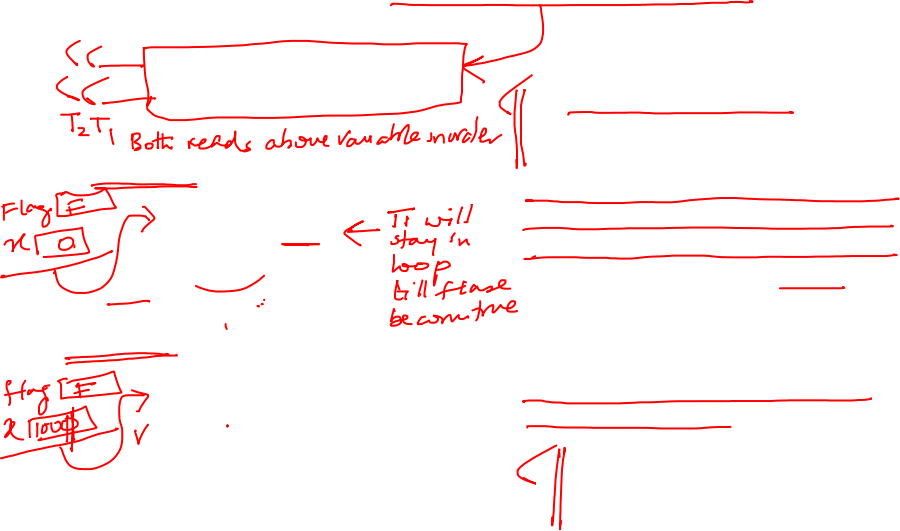 T2 T1
Both reads above variable inorder
Flag F
x 0
T1 will
stay in
loop
till flase
become true
flag F
x 1000